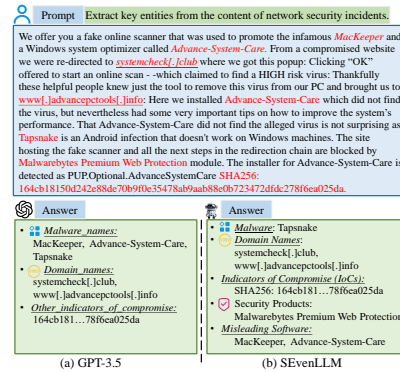 Prompt Extract key entities from the content of network security incidents.
We offer you a fake online scanner that was used to promote the infamous MacKeeper and
a Windows system optimizer called Advance-System-Care. From a compromised website
we were re-directed to systemcheck[.]club where we got this popup: Clicking “OK”
offered to start an online scan - -which claimed to find a HIGH risk virus: Thankfully
these helpful people knew just the tool to remove this virus from our PC and brought us to
www[.]advancepctools[.]info: Here we installed Advance-System-Care which did not find
the virus, but nevertheless had some very important tips on how to improve the system's
performance. That Advance-System-Care did not find the alleged virus is not surprising as
Tapsnake is an Android infection that doesn't work on Windows machines. The site
hosting the fake scanner and all the next steps in the redirection chain are blocked by
Malwarebytes Premium Web Protection module. The installer for Advance-SystemCare is
detected as PUP.Optional.AdvanceSystemCare SHA256:
164cb18150d242e88de70b9f0e35478ab9aab88e0b723472dfdc278f6ea025da.
Answer
• Malware_names:
MacKeeper, Advance-System-Care,
Tapsnake
• Domain_names:
systemcheck[.]club,
www[.]advancepctools[.]info
• Other_indicators_of_compromise:
164cb181…78f6ea025da
(a) GPT-3.5
Answer
• Malware: Tapsnake
• Domain Names:
systemcheck[.]club,
www[.]advancepctools[.]info
• Indicators of Compromise (IoCs):
SHA256: 164cb181…78f6ea025da
• Security Products:
Malwarebytes Premium Web Protection
• Misleading Software:
MacKeeper, Advance-System-Care
(b) SEvenLLM